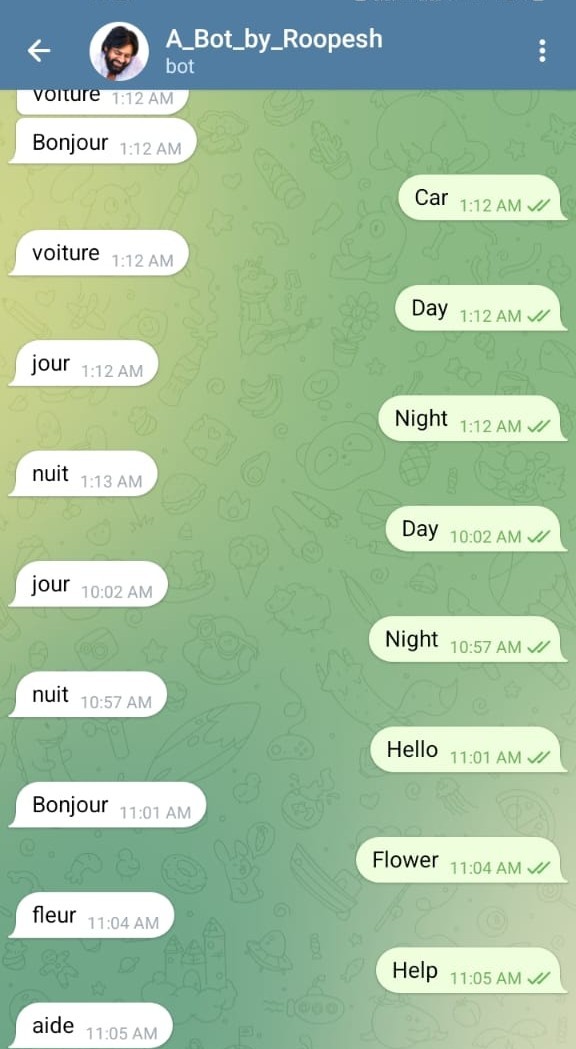 A_Bot_by_Roopesh
bot
voiture 1:12 AM
Bonjour 1:12 AM
Car 1:12 AM
voiture 1:12 AM
Day 1:12 AM
jour 1:12 AM
Night 1:12 AM
nuit 1:13 AM
Day 10:02 AM
jour 10:02 AM
Night 10:57 AM
nuit 10:57 AM
Hello 11:01 AM
Bonjour 11:01 AM
Flower 11:04 AM
fleur 11:04 AM
Help 11:05 AM
aide 11:05 AM